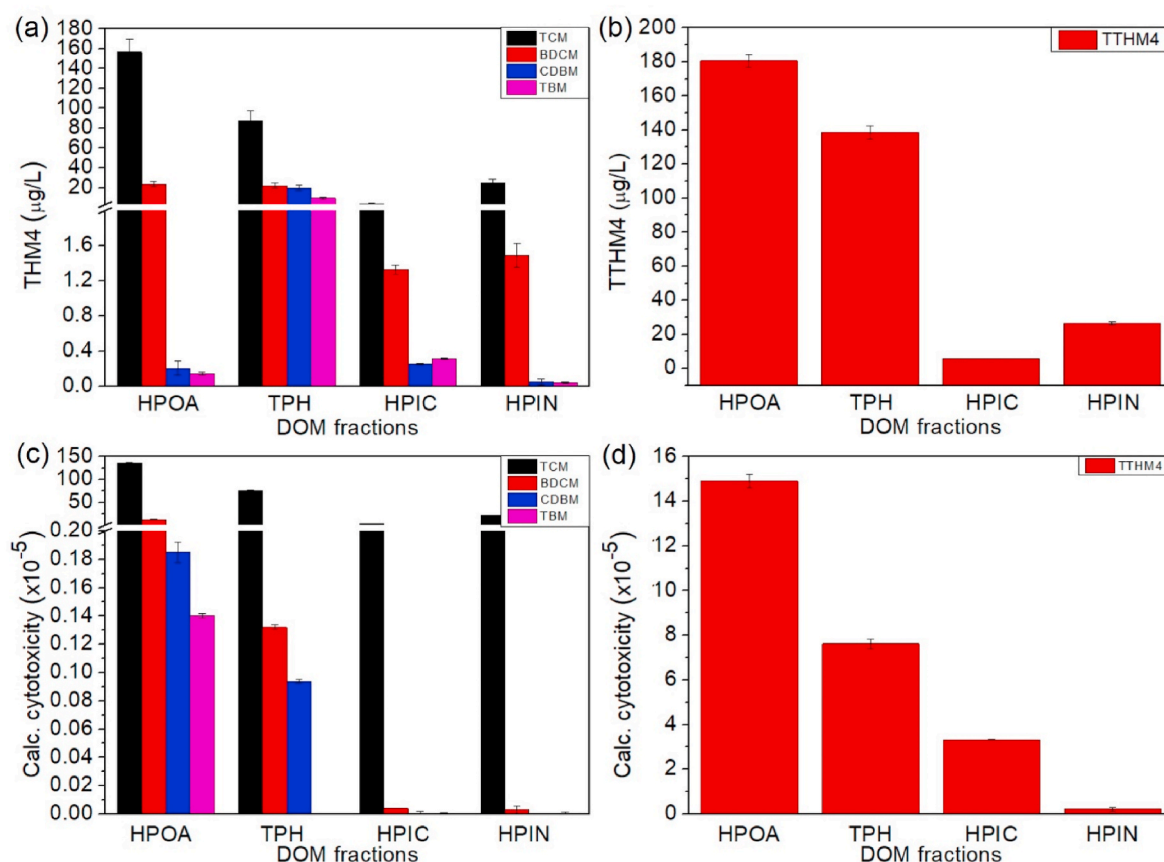 (a)
THM4 (μg/L)
180
160
140
120
100
80
60
40
20
1.6
1.2
0.8
0.4
0.0
TCM
BDCM
CDBM
TBM
HPOA TPH HPIC HPIN
DOM fractions
(b)
TTHM4 (μg/L)
200
180
160
140
120
100
80
60
40
20
0
TTHM4
HPOA TPH HPIC HPIN
DOM fractions
(c)
Calc. cytotoxicity (x10⁻⁵)
150
100
50
0.20
0.18
0.16
0.14
0.12
0.10
0.08
0.06
0.04
0.02
0.00
TCM
BDCM
CDBM
TBM
HPOA TPH HPIC HPIN
DOM fractions
(d)
Calc. cytotoxicity (x10⁻⁵)
16
14
12
10
8
6
4
2
0
TTHM4
HPOA TPH HPIC HPIN
DOM fractions